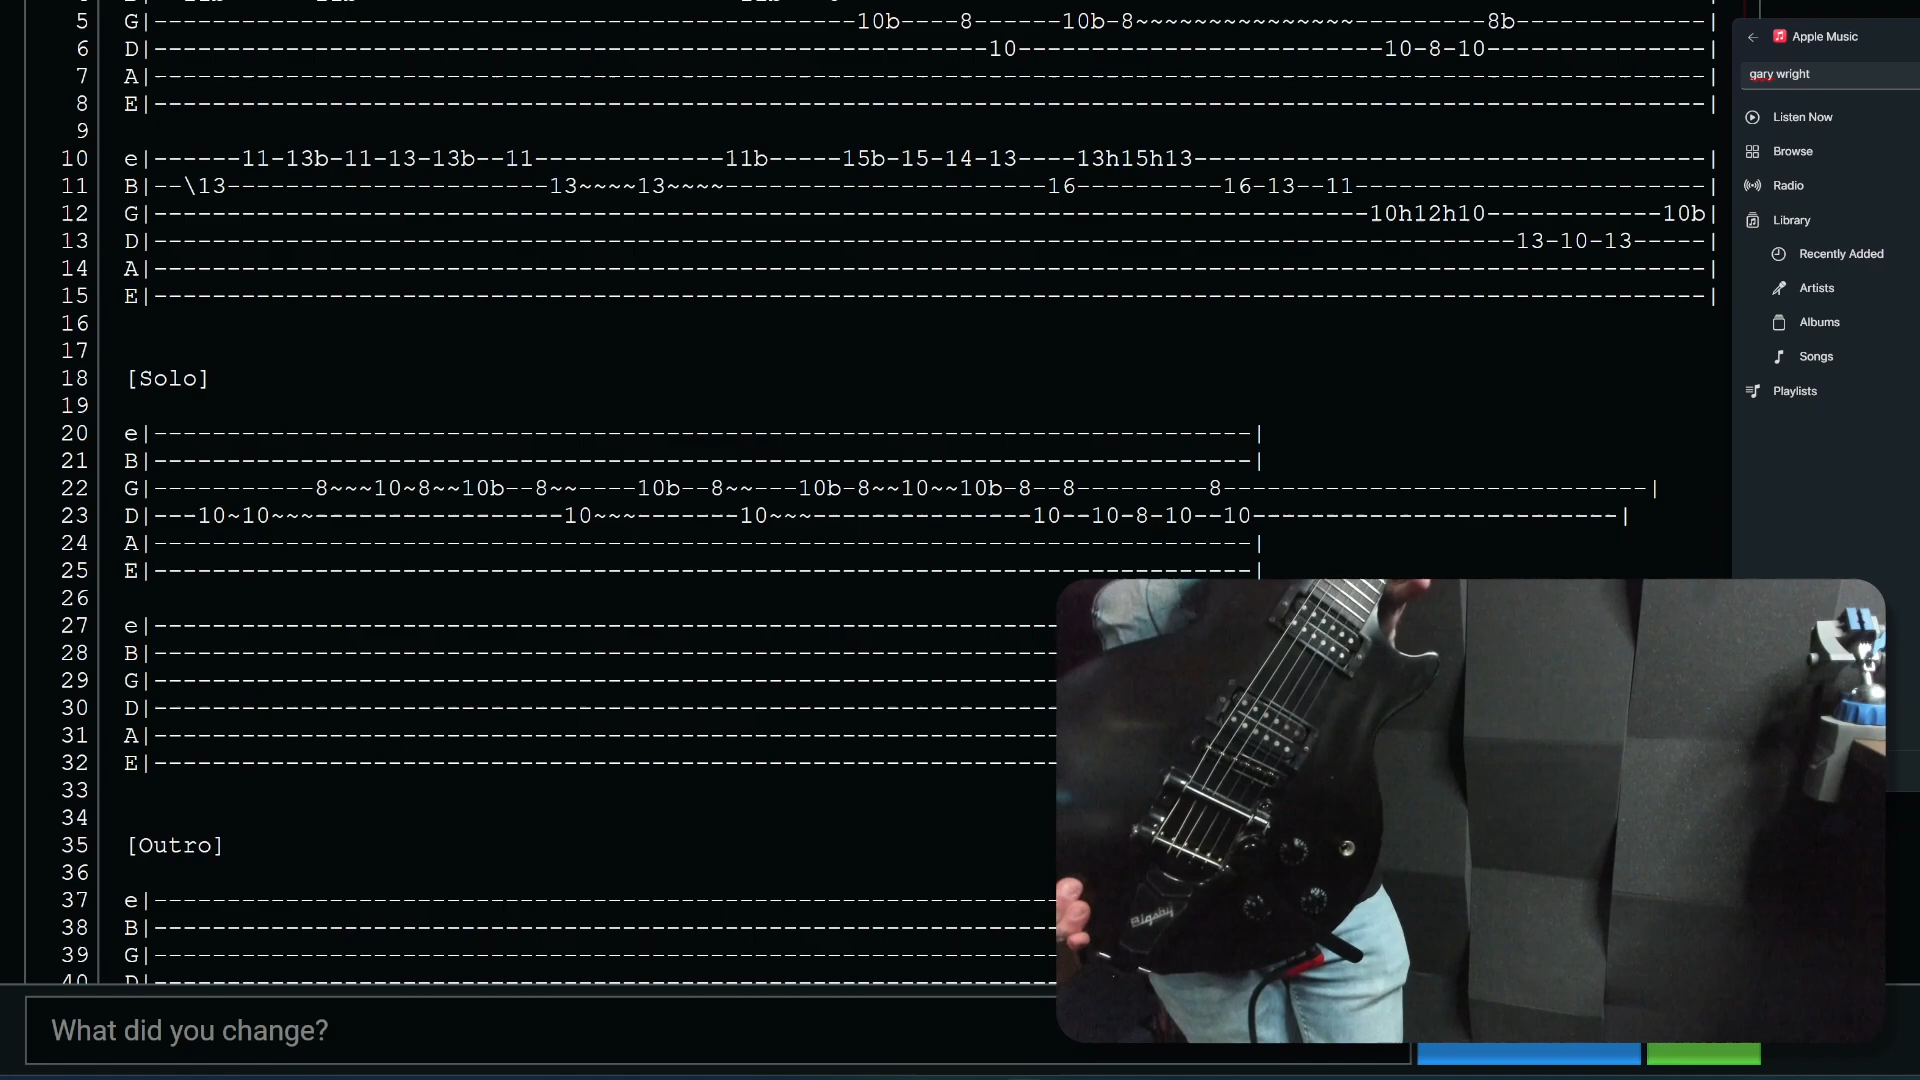 5 G|------------------------------------------------10b----8------10b-8~~~~~~~~~~~~~~~---------8b-------------|
6 D|---------------------------------------------------------10-------------------------10-8-10---------------|
7 A|----------------------------------------------------------------------------------------------------------|
8 E|----------------------------------------------------------------------------------------------------------|
9
10 e|------11-13b-11-13-13b--11-------------11b-----15b-15-14-13----13h15h13-----------------------------------|
11 B|--\13----------------------13~~~~13~~~~----------------------16----------16-13--11------------------------|
12 G|-----------------------------------------------------------------------------------10h12h10------------10b|
13 D|---------------------------------------------------------------------------------------------13-10-13-----|
14 A|----------------------------------------------------------------------------------------------------------|
15 E|----------------------------------------------------------------------------------------------------------|
16
17
18 [Solo]
19
20 e|---------------------------------------------------------------------------|
21 B|---------------------------------------------------------------------------|
22 G|-----------8~~~10~8~~10b--8~~----10b--8~~---10b-8~~10~~10b-8--8---------8-----------------------------|
23 D|---10~10~~~-----------------10~~~-------10~~~---------------10--10-8-10--10-------------------------|
24 A|---------------------------------------------------------------------------|
25 E|---------------------------------------------------------------------------|
26
27 e|--------------------------------------------------------------
28 B|--------------------------------------------------------------
29 G|--------------------------------------------------------------
30 D|--------------------------------------------------------------
31 A|--------------------------------------------------------------
32 E|--------------------------------------------------------------
33
34
35 [Outro]
36
37 e|--------------------------------------------------------------
38 B|--------------------------------------------------------------
39 G|--------------------------------------------------------------
40 D|--------------------------------------------------------------
What did you change?
Apple Music
gary wright
Listen Now
Browse
Radio
Library
Recently Added
Artists
Albums
Songs
Playlists
Bigsby